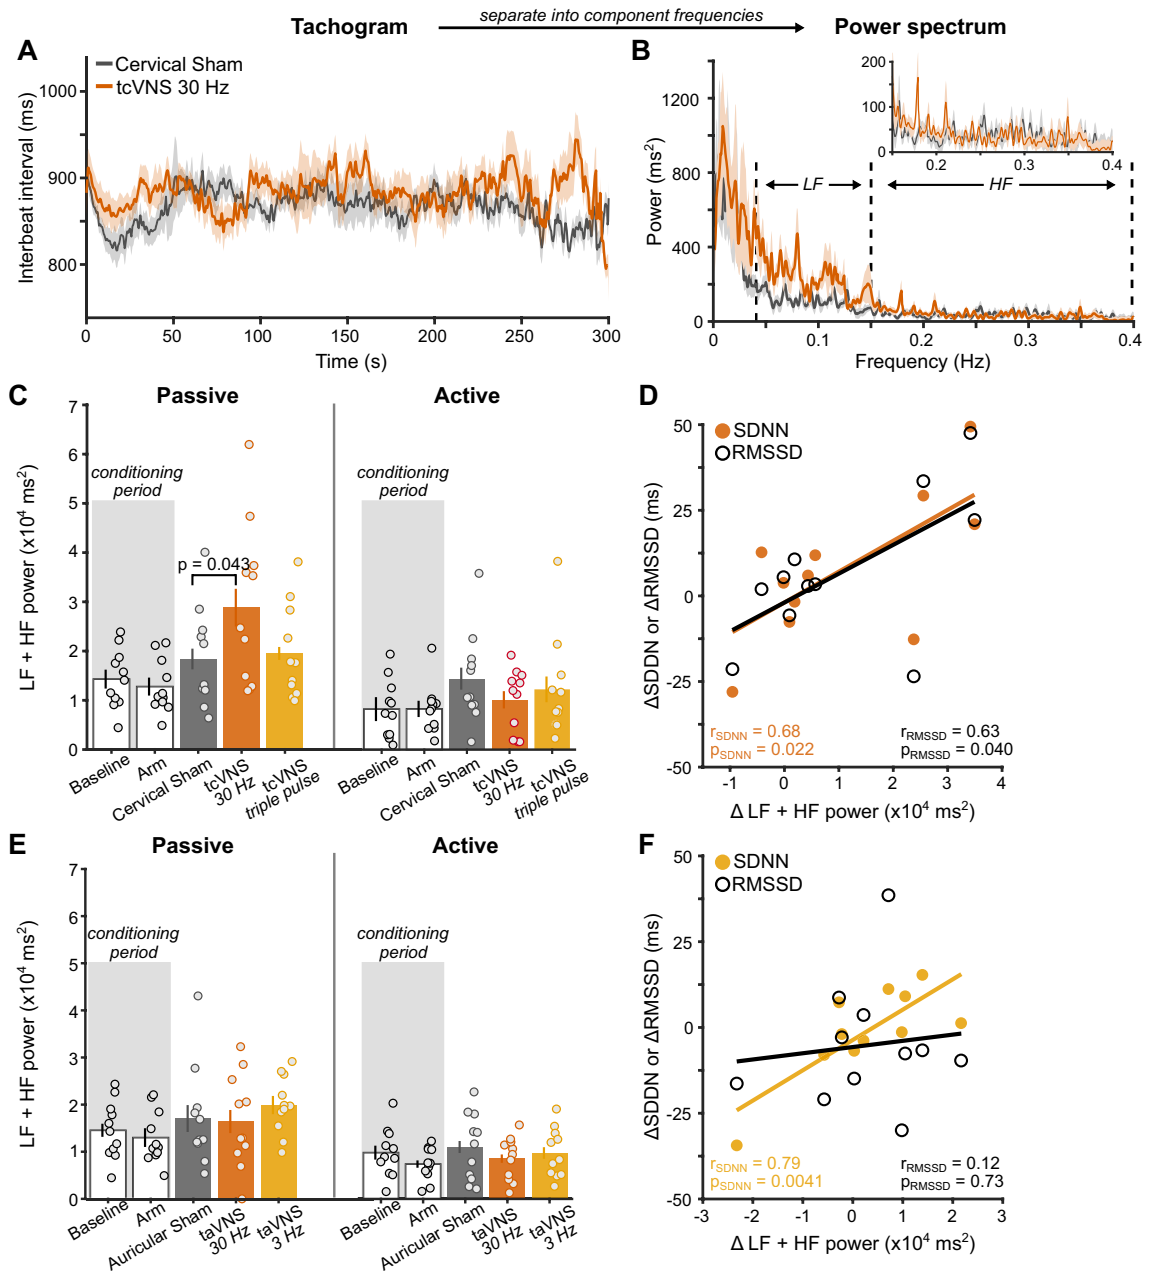 Tachogram
separate into component frequencies
Power spectrum
A
Cervical Sham
tcVNS 30 Hz
Interbeat interval (ms)
1000
900
800
0
50
100
150
200
250
300
Time (s)
B
Power (ms²)
1200
800
400
0
0
0.1
0.2
0.3
0.4
Frequency (Hz)
LF
HF
200
100
0
0.2
0.3
0.4
C
Passive
Active
LF + HF power (x10⁴ ms²)
7
6
5
4
3
2
1
0
conditioning
period
conditioning
period
p = 0.043
Baseline
Arm
Cervical Sham
tcVNS
30 Hz
tcVNS
triple pulse
Baseline
Arm
Cervical Sham
tcVNS
30 Hz
tcVNS
triple pulse
D
SDNN
RMSSD
ΔSDDN or ΔRMSSD (ms)
50
25
0
-25
-50
r_SDNN = 0.68
p_SDNN = 0.022
r_RMSSD = 0.63
p_RMSSD = 0.040
-1
0
1
2
3
4
Δ LF + HF power (x10⁴ ms²)
E
Passive
Active
LF + HF power (x10⁴ ms²)
7
6
5
4
3
2
1
0
conditioning
period
conditioning
period
Baseline
Arm
Auricular Sham
taVNS
30 Hz
taVNS
3 Hz
Baseline
Arm
Auricular Sham
taVNS
30 Hz
taVNS
3 Hz
F
SDNN
RMSSD
ΔSDDN or ΔRMSSD (ms)
50
25
0
-25
-50
r_SDNN = 0.79
p_SDNN = 0.0041
r_RMSSD = 0.12
p_RMSSD = 0.73
-3
-2
-1
0
1
2
3
Δ LF + HF power (x10⁴ ms²)